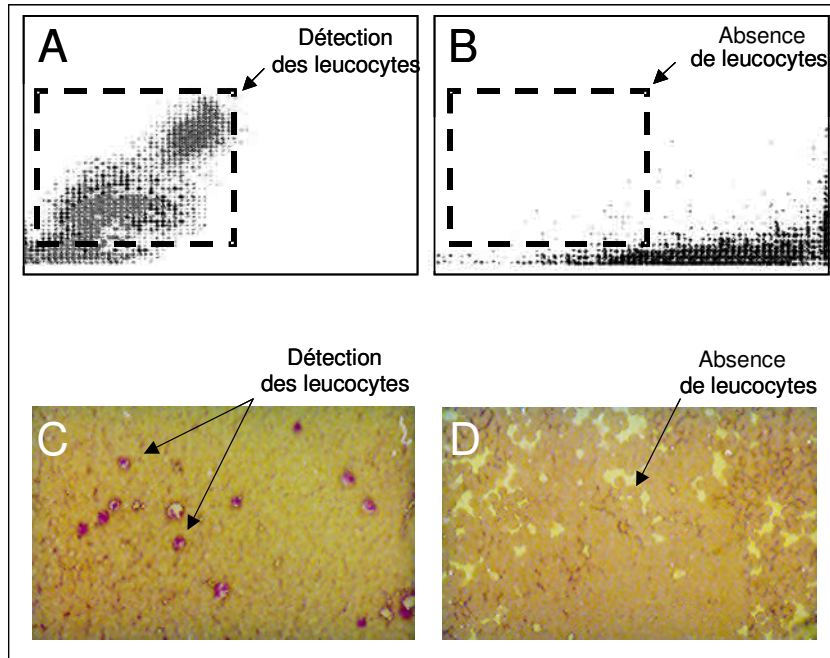 A
Détection
des leucocytes
B
Absence
de leucocytes
C
Détection
des leucocytes
D
Absence
de leucocytes